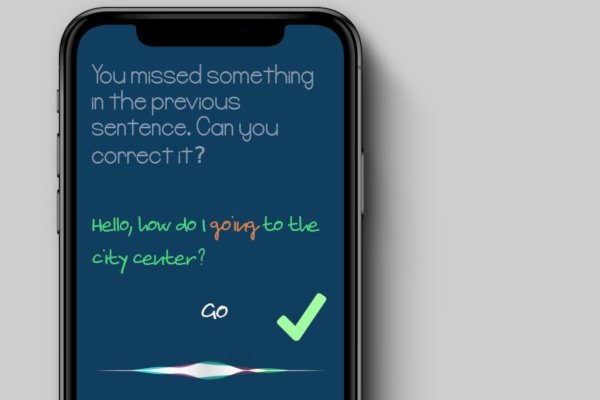 You missed something
in the previous
sentence. Can you
correct it?
Hello, how do I going to the
city center?
GO